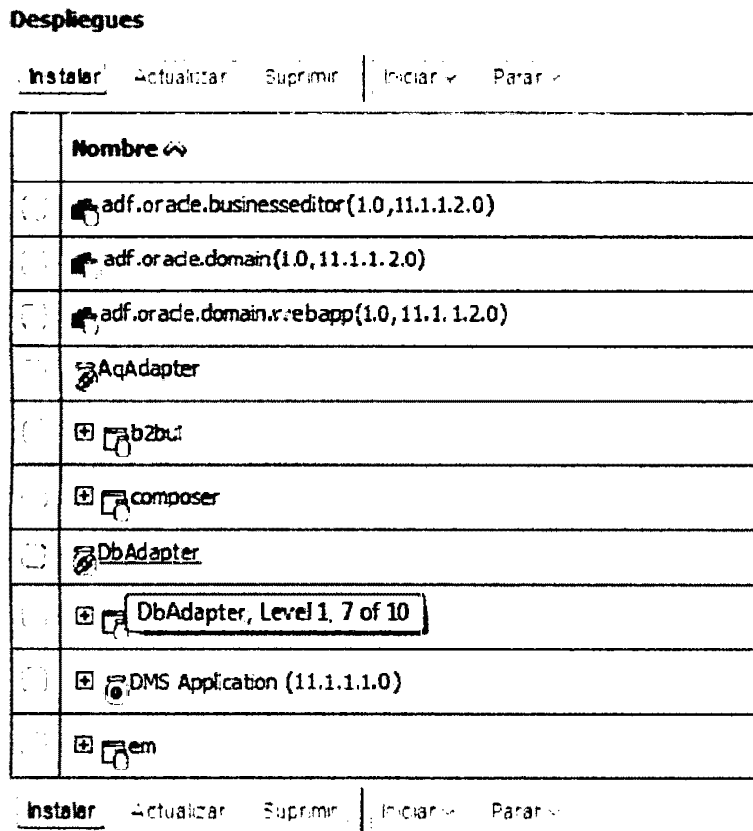 Despliegues
Instalar Actualizar Suprimir Iniciar Parar
Nombre
adf.oracle.businesseditor(1.0,11.1.1.2.0)
adf.oracle.domain(1.0,11.1.1.2.0)
adf.oracle.domain.webapp(1.0,11.1.1.2.0)
AqAdapter
b2bui
composer
DbAdapter
DbAdapter, Level 1, 7 of 10
DMS Application (11.1.1.1.0)
em
Instalar Actualizar Suprimir Iniciar Parar